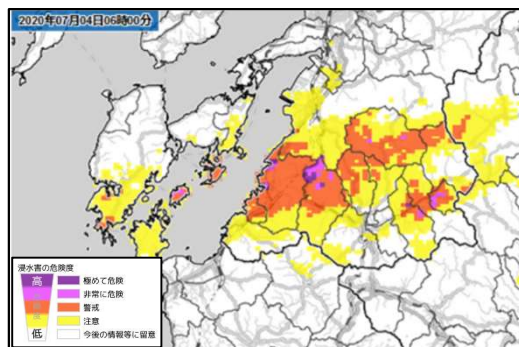 2020年07月04日06時00分
浸水害の危険度
高
極めて危険
非常に危険
警戒
注意
低
今後の情報等に留意